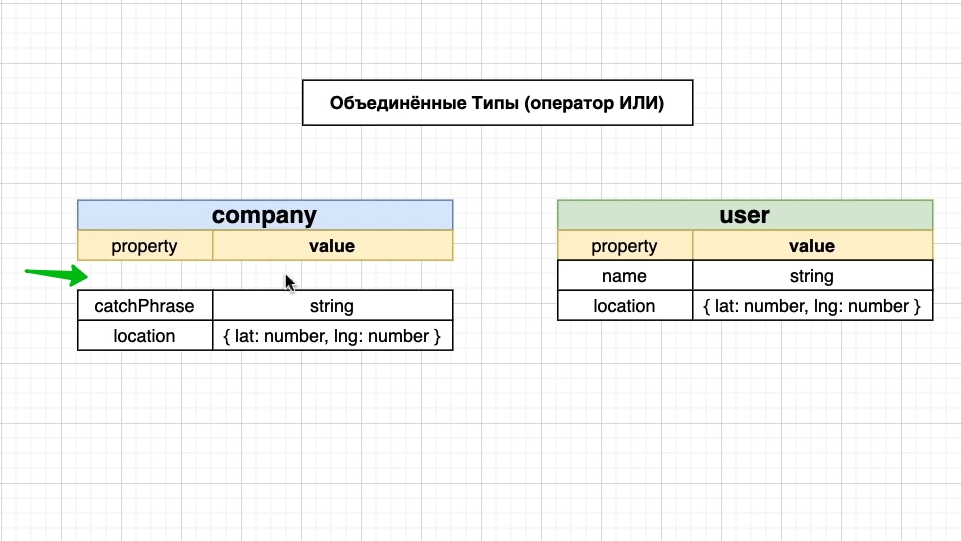 Объединённые Типы (оператор ИЛИ)
company
property value
catchPhrase string
location { lat: number, lng: number }
user
property value
name string
location { lat: number, lng: number }